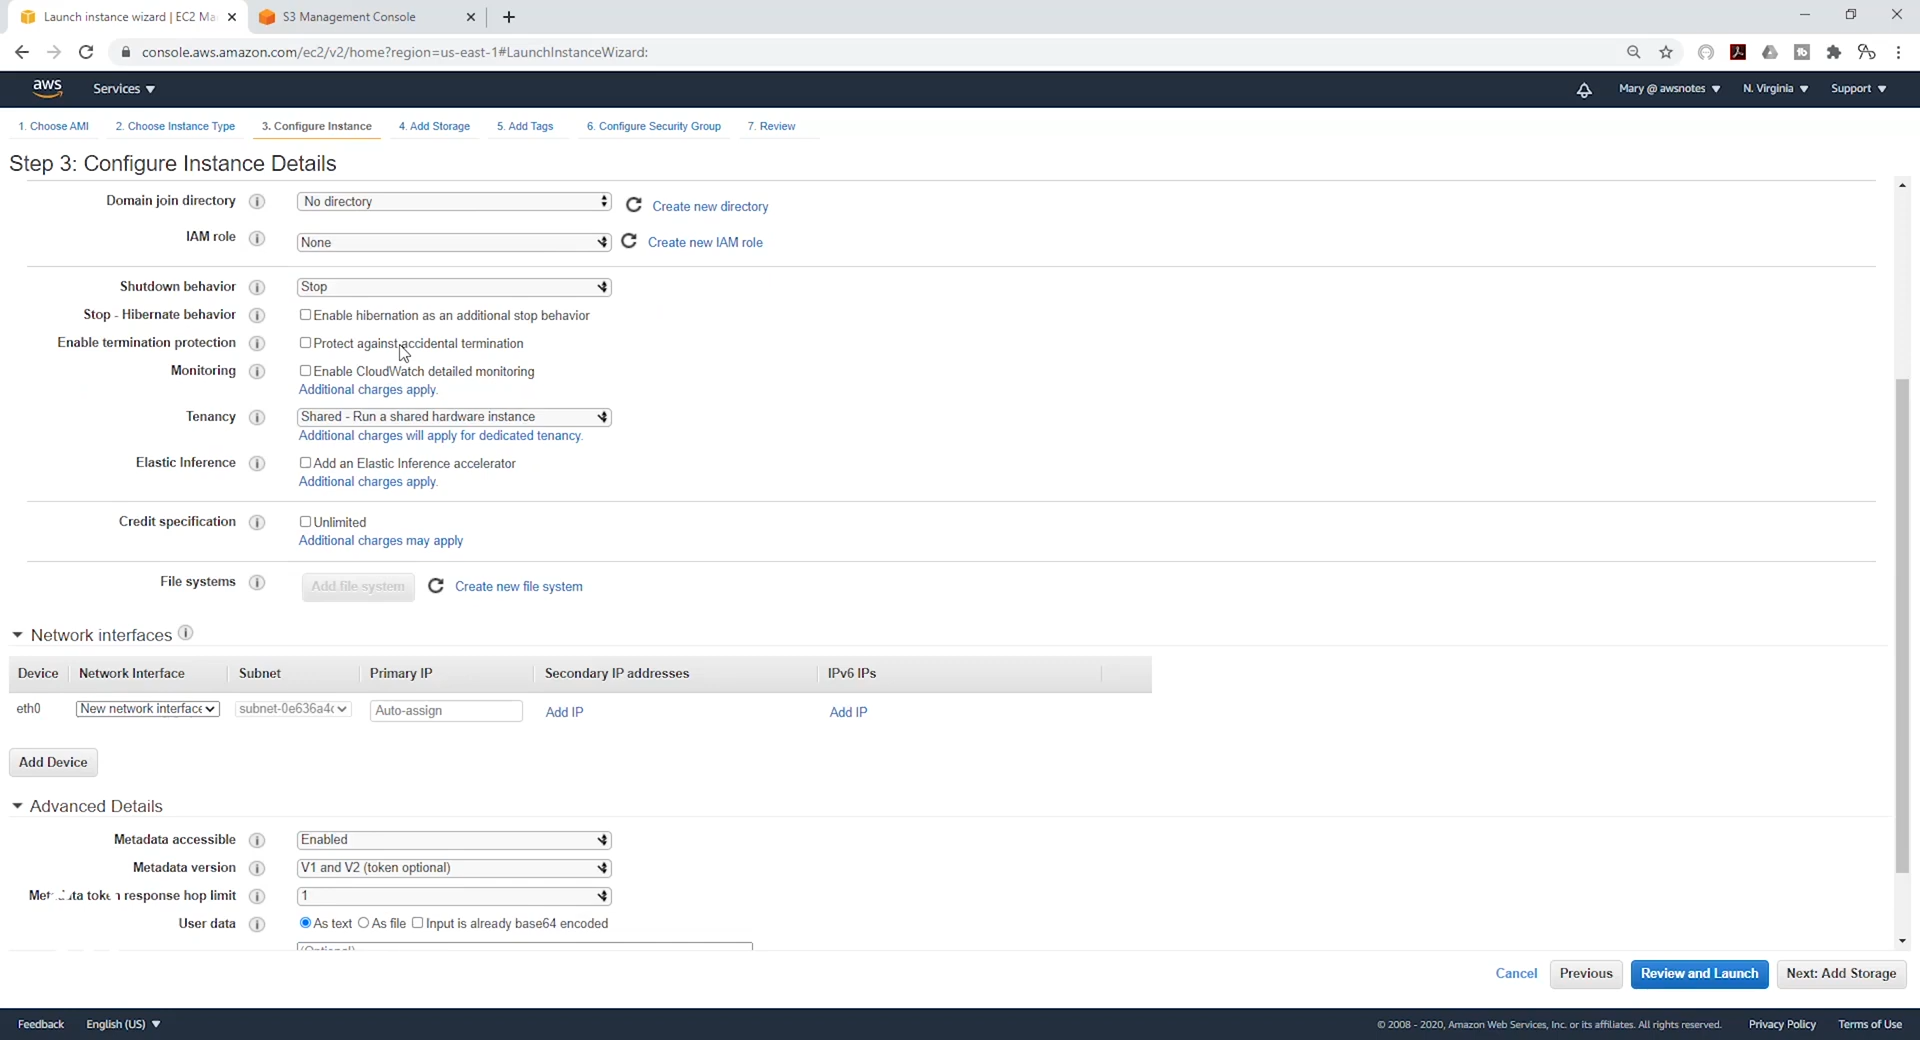 Launch instance wizard | EC2 Ma
S3 Management Console
console.aws.amazon.com/ec2/v2/home?region=us-east-1#LaunchInstanceWizard:
aws
Services
Mary @ awsnotes
N. Virginia
Support
1. Choose AMI
2. Choose Instance Type
3. Configure Instance
4. Add Storage
5. Add Tags
6. Configure Security Group
7. Review
Step 3: Configure Instance Details
Domain join directory
No directory
Create new directory
IAM role
None
Create new IAM role
Shutdown behavior
Stop
Stop - Hibernate behavior
Enable hibernation as an additional stop behavior
Enable termination protection
Protect against accidental termination
Monitoring
Enable CloudWatch detailed monitoring
Additional charges apply.
Tenancy
Shared - Run a shared hardware instance
Additional charges will apply for dedicated tenancy.
Elastic Inference
Add an Elastic Inference accelerator
Additional charges apply.
Credit specification
Unlimited
Additional charges may apply
File systems
Add file system
Create new file system
Network interfaces
Device
Network Interface
Subnet
Primary IP
Secondary IP addresses
IPv6 IPs
eth0
New network interface
subnet-0e636a4c
Auto-assign
Add IP
Add IP
Add Device
Advanced Details
Metadata accessible
Enabled
Metadata version
V1 and V2 (token optional)
response hop limit
1
User data
As text
As file
Input is already base64 encoded
(Optional)
Cancel
Previous
Review and Launch
Next: Add Storage
Feedback
English (US)
© 2008 - 2020, Amazon Web Services, Inc. or its affiliates. All rights reserved.
Privacy Policy
Terms of Use